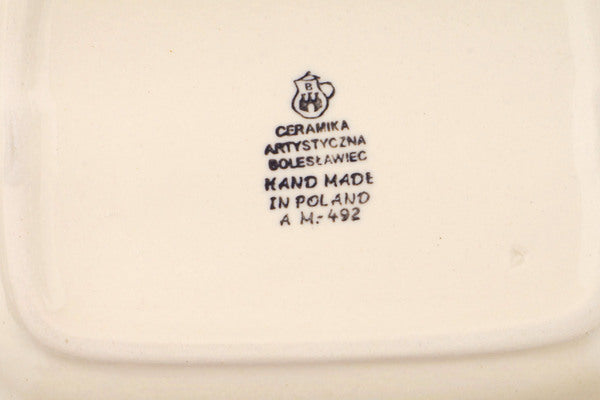 B
CERAMIKA
ARTYSTYCZNA
BOLESŁAWIEC
HAND MADE
IN POLAND
A M.- 492